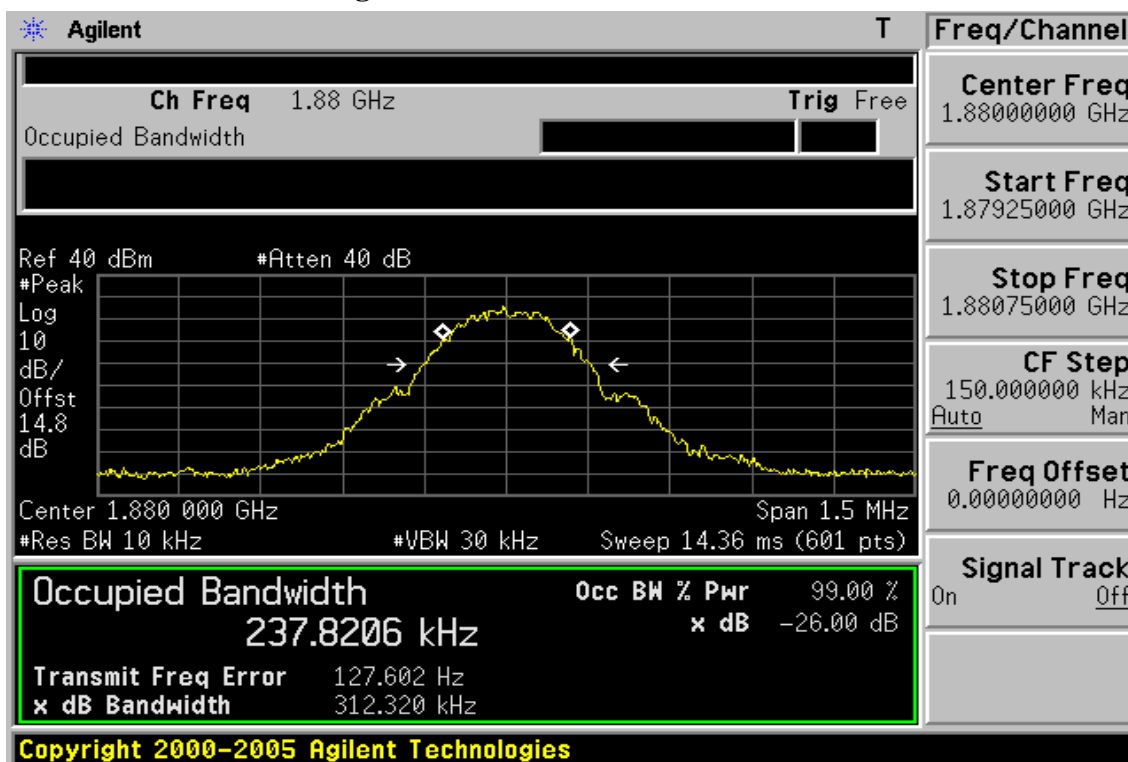 Agilent T Freq/Channel
Ch Freq 1.88 GHz Trig Free
Occupied Bandwidth
Center Freq
1.88000000 GHz
Start Freq
1.87925000 GHz
Stop Freq
1.88075000 GHz
CF Step
150.000000 kHz
Auto Man
Freq Offset
0.00000000 Hz
Signal Track
On Off
Ref 40 dBm #Atten 40 dB
#Peak
Log
10
dB/
Offst
14.8
dB
Center 1.880 000 GHz Span 1.5 MHz
#Res BW 10 kHz #VBW 30 kHz Sweep 14.36 ms (601 pts)
Occupied Bandwidth Occ BW % Pwr 99.00 %
237.8206 kHz x dB -26.00 dB
Transmit Freq Error 127.602 Hz
x dB Bandwidth 312.320 kHz
Copyright 2000-2005 Agilent Technologies